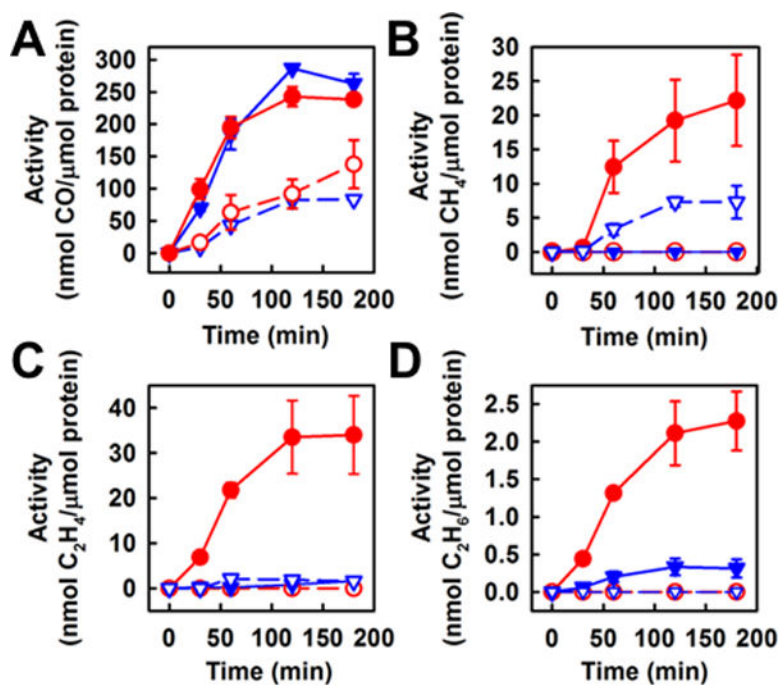 A
Activity
(nmol CO/μmol protein)
300
250
200
150
100
50
0
0 50 100 150 200
Time (min)
B
Activity
(nmol CH4/μmol protein)
30
25
20
15
10
5
0
0 50 100 150 200
Time (min)
C
Activity
(nmol C2H4/μmol protein)
40
30
20
10
0
0 50 100 150 200
Time (min)
D
Activity
(nmol C2H6/μmol protein)
2.5
2.0
1.5
1.0
0.5
0.0
0 50 100 150 200
Time (min)